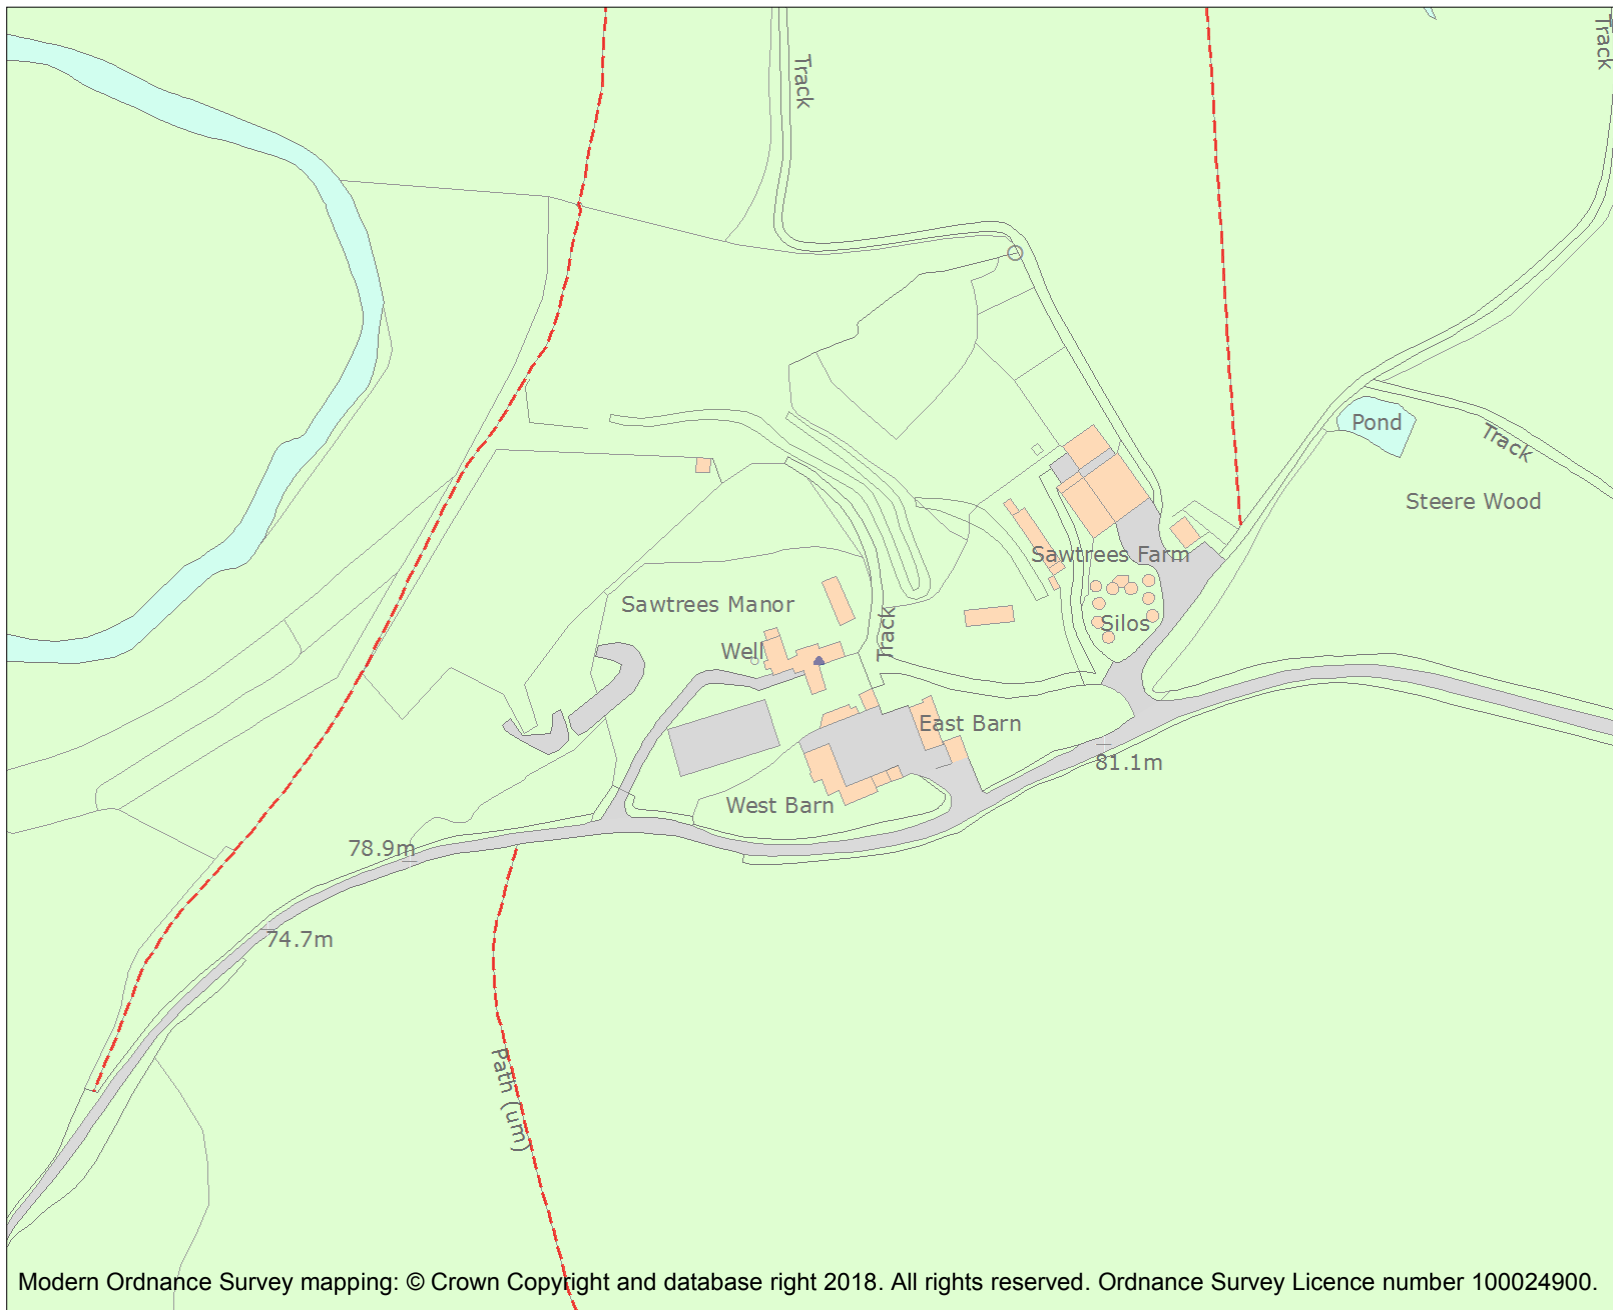 Track
Track
Pond
Track
Steere Wood
Sawtrees Farm
Sawtrees Manor
Silos
Track
Well
East Barn
81.1m
West Barn
78.9m
74.7m
Path (um)
Modern Ordnance Survey mapping: © Crown Copyright and database right 2018. All rights reserved. Ordnance Survey Licence number 100024900.